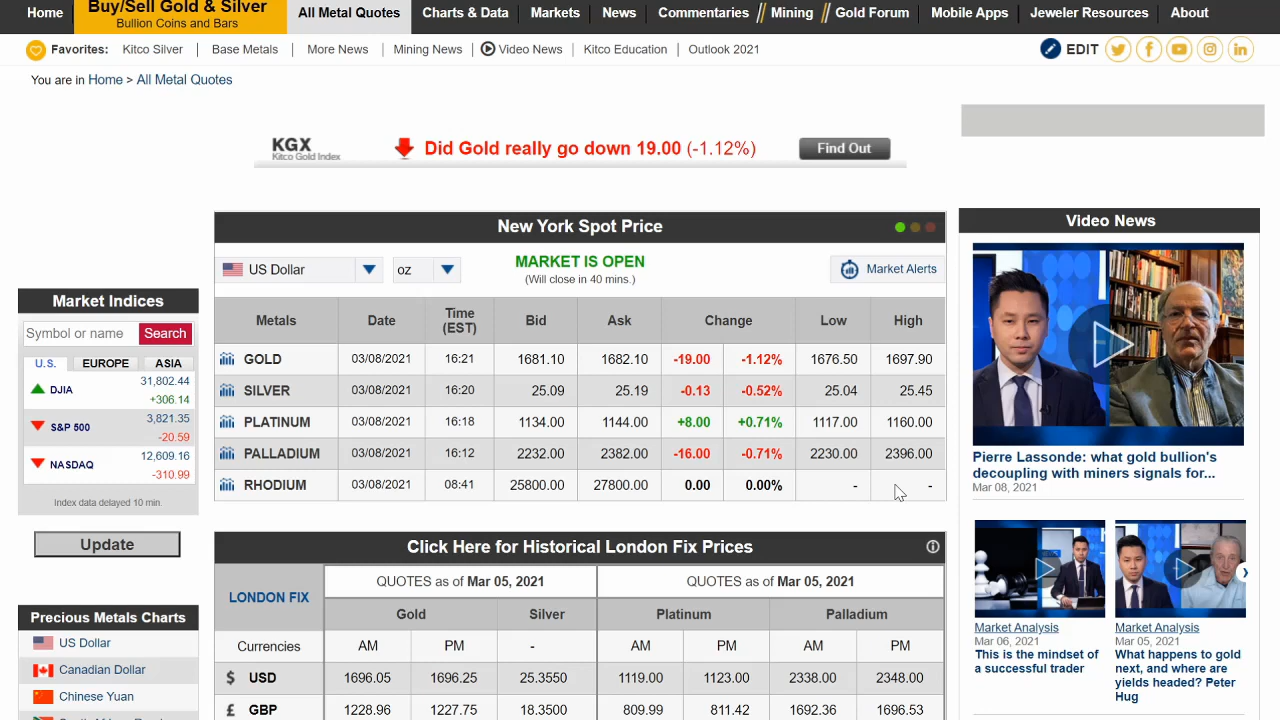 Home
Buy/Sell Gold & Silver
Bullion Coins and Bars
All Metal Quotes
Charts & Data
Markets
News
Commentaries
Mining
Gold Forum
Mobile Apps
Jeweler Resources
About
Favorites:
Kitco Silver
Base Metals
More News
Mining News
Video News
Kitco Education
Outlook 2021
EDIT
You are in Home > All Metal Quotes
KGX
Kitco Gold Index
Did Gold really go down 19.00 (-1.12%)
Find Out
Market Indices
Symbol or name
Search
U.S.
EUROPE
ASIA
DJIA
31,802.44
+306.14
S&P 500
3,821.35
-20.59
NASDAQ
12,609.16
-310.99
Index data delayed 10 min.
Update
Precious Metals Charts
US Dollar
Canadian Dollar
Chinese Yuan
New York Spot Price
US Dollar
oz
MARKET IS OPEN
(Will close in 40 mins.)
Market Alerts
Metals Date Time (EST) Bid Ask Change Low High
GOLD 03/08/2021 16:21 1681.10 1682.10 -19.00 -1.12% 1676.50 1697.90
SILVER 03/08/2021 16:20 25.09 25.19 -0.13 -0.52% 25.04 25.45
PLATINUM 03/08/2021 16:18 1134.00 1144.00 +8.00 +0.71% 1117.00 1160.00
PALLADIUM 03/08/2021 16:12 2232.00 2382.00 -16.00 -0.71% 2230.00 2396.00
RHODIUM 03/08/2021 08:41 25800.00 27800.00 0.00 0.00% - -
Click Here for Historical London Fix Prices
LONDON FIX
QUOTES as of Mar 05, 2021
QUOTES as of Mar 05, 2021
Gold Silver Platinum Palladium
Currencies AM PM - AM PM AM PM
$ USD 1696.05 1696.25 25.3550 1119.00 1123.00 2338.00 2348.00
£ GBP 1228.96 1227.75 18.3500 809.99 811.42 1692.36 1696.53
Video News
Pierre Lassonde: what gold bullion's
decoupling with miners signals for...
Mar 08, 2021
Market Analysis
Mar 06, 2021
This is the mindset of
a successful trader
Market Analysis
Mar 05, 2021
What happens to gold
next, and where are
yields headed? Peter
Hug